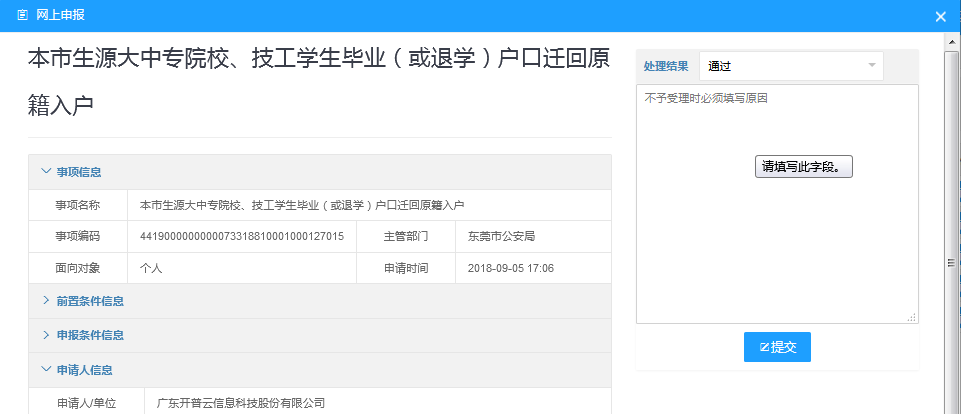 网上申报
本市生源大中专院校、技工学生毕业（或退学）户口迁回原
籍入户
处理结果 通过
不予受理时必须填写原因
请填写此字段。
提交
事项信息
事项名称 本市生源大中专院校、技工学生毕业（或退学）户口迁回原籍入户
事项编码 44190000000007331881000100012​7015 主管部门 东莞市公安局
面向对象 个人 申请时间 2018-09-05 17:06
前置条件信息
申报条件信息
申请人信息
申请人/单位 广东开普云信息科技股份有限公司